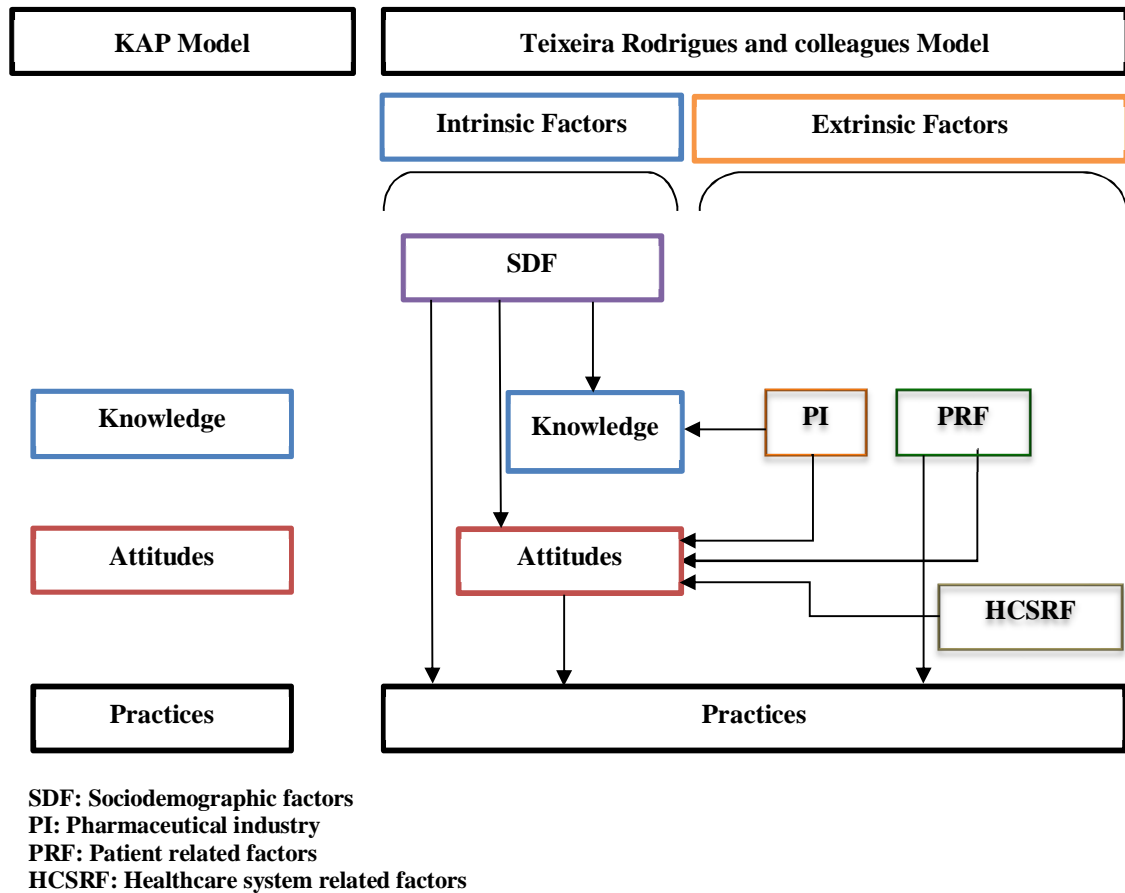 KAP Model
Teixeira Rodrigues and colleagues Model
Intrinsic Factors
Extrinsic Factors
SDF
Knowledge
Knowledge
PI
PRF
Attitudes
Attitudes
HCSRF
Practices
Practices
SDF: Sociodemographic factors
PI: Pharmaceutical industry
PRF: Patient related factors
HCSRF: Healthcare system related factors